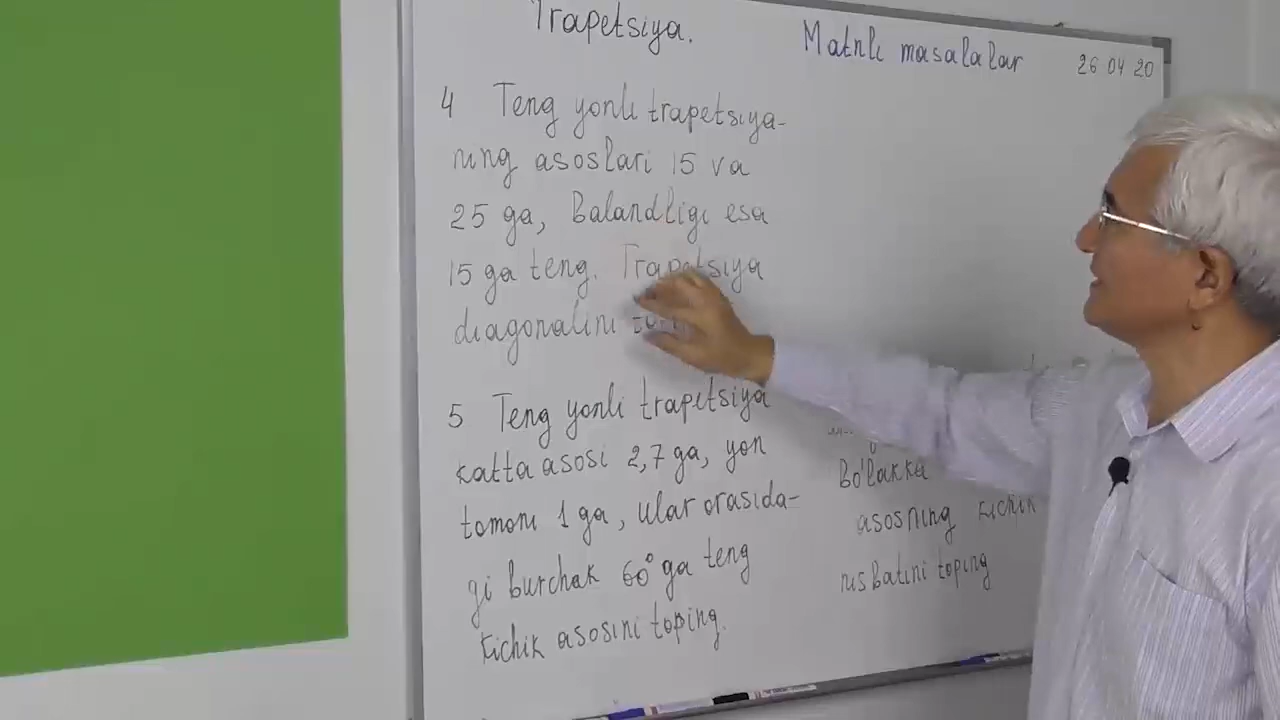 Trapetsiya.
Matnli masalalar
26 04 20
4 Teng yonli trapetsiya-
ning asoslari 15 va
25 ga, Balandligi esa
15 ga teng. Trapetsiya
diagonalini
5 Teng yonli trapetsiya
katta asosi 2,7 ga, yon
tomoni 1 ga, ular orasida-
gi burchak 60° ga teng
kichik asosini toping.
Bo'lakka
asosning kichik
nisbatini toping